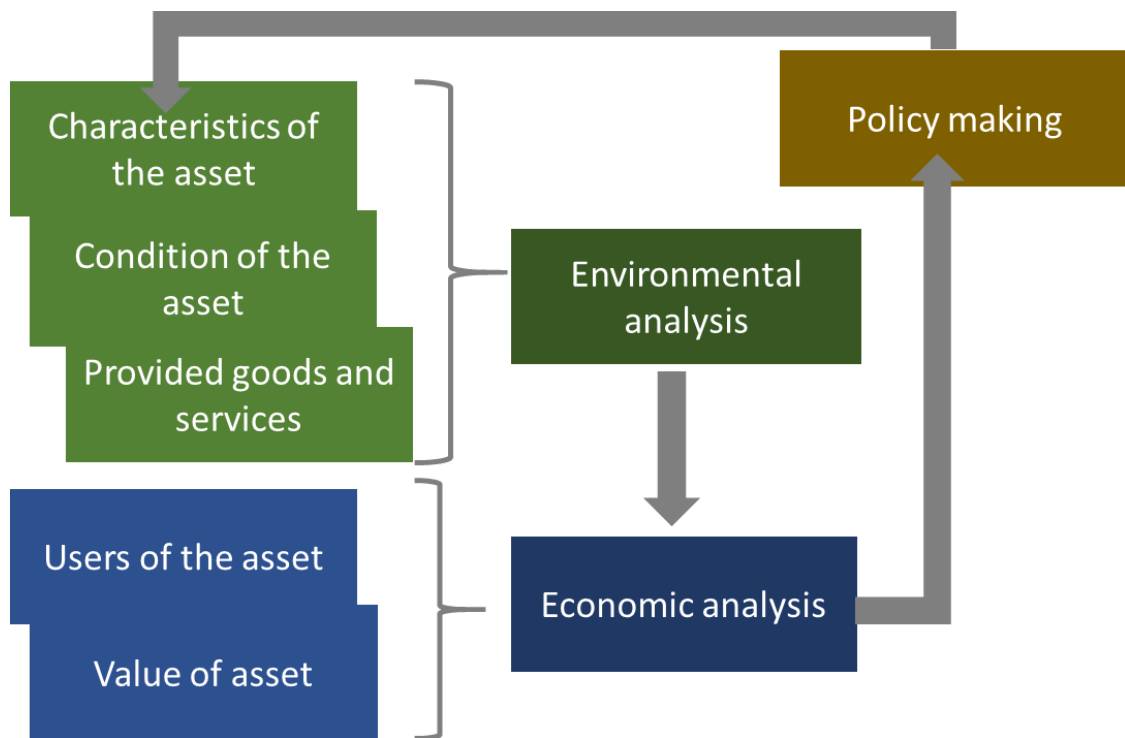 Characteristics of
the asset
Condition of the
asset
Provided goods and
services
Users of the asset
Value of asset
Environmental
analysis
Economic analysis
Policy making